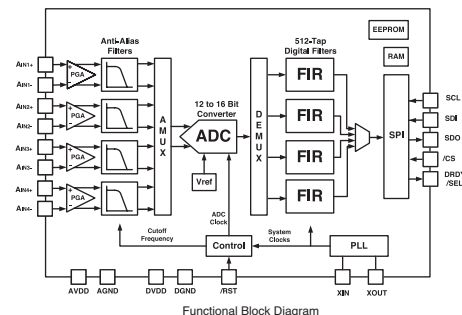 Anti-Alias
Filters
512-Tap
Digital Filters
EEPROM
RAM
AIN1+
AIN1-
PGA
AIN2+
AIN2-
PGA
AIN3+
AIN3-
PGA
AIN4+
AIN4-
PGA
AMUX
12 to 16 Bit
Converter
ADC
Vref
DEMUX
FIR
FIR
FIR
FIR
SPI
SCL
SDI
SDO
/CS
DRDY
/SEL
ADC
Clock
Cutoff
Frequency
Control
System
Clocks
PLL
AVDD
AGND
DVDD
DGND
/RST
XIN
XOUT
Functional Block Diagram